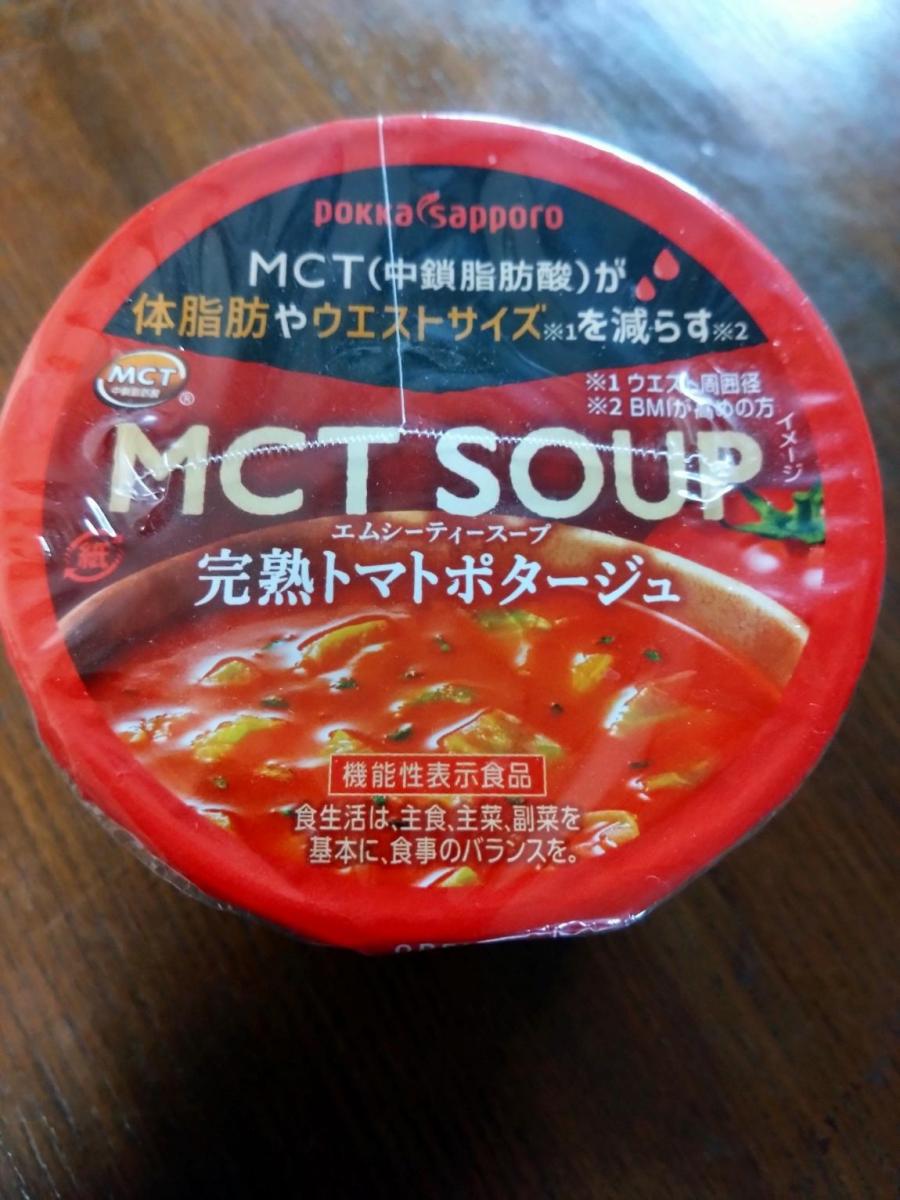 pokka sapporo
MCT(中鎖脂肪酸)が
体脂肪やウエストサイズ※1を減らす※2
※1 ウエスト周囲径
※2 BMIが高めの方
MCT
中鎖脂肪酸
®
イメージ
MCT SOUP
エムシーティースープ
紙
完熟トマトポタージュ
機能性表示食品
食生活は、主食、主菜、副菜を
基本に、食事のバランスを。